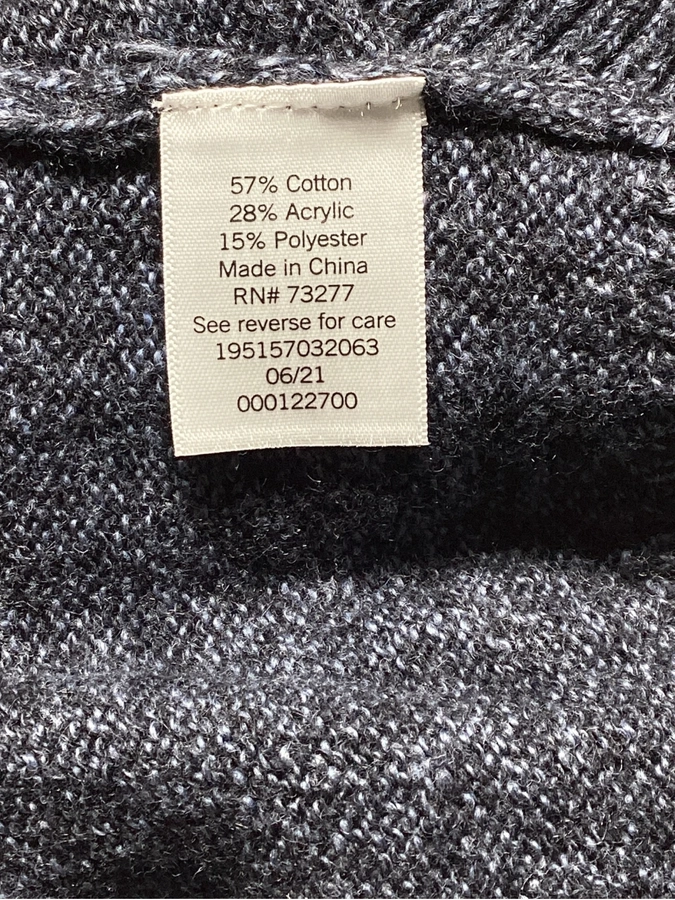 57% Cotton
28% Acrylic
15% Polyester
Made in China
RN# 73277
See reverse for care
195157032063
06/21
000122700